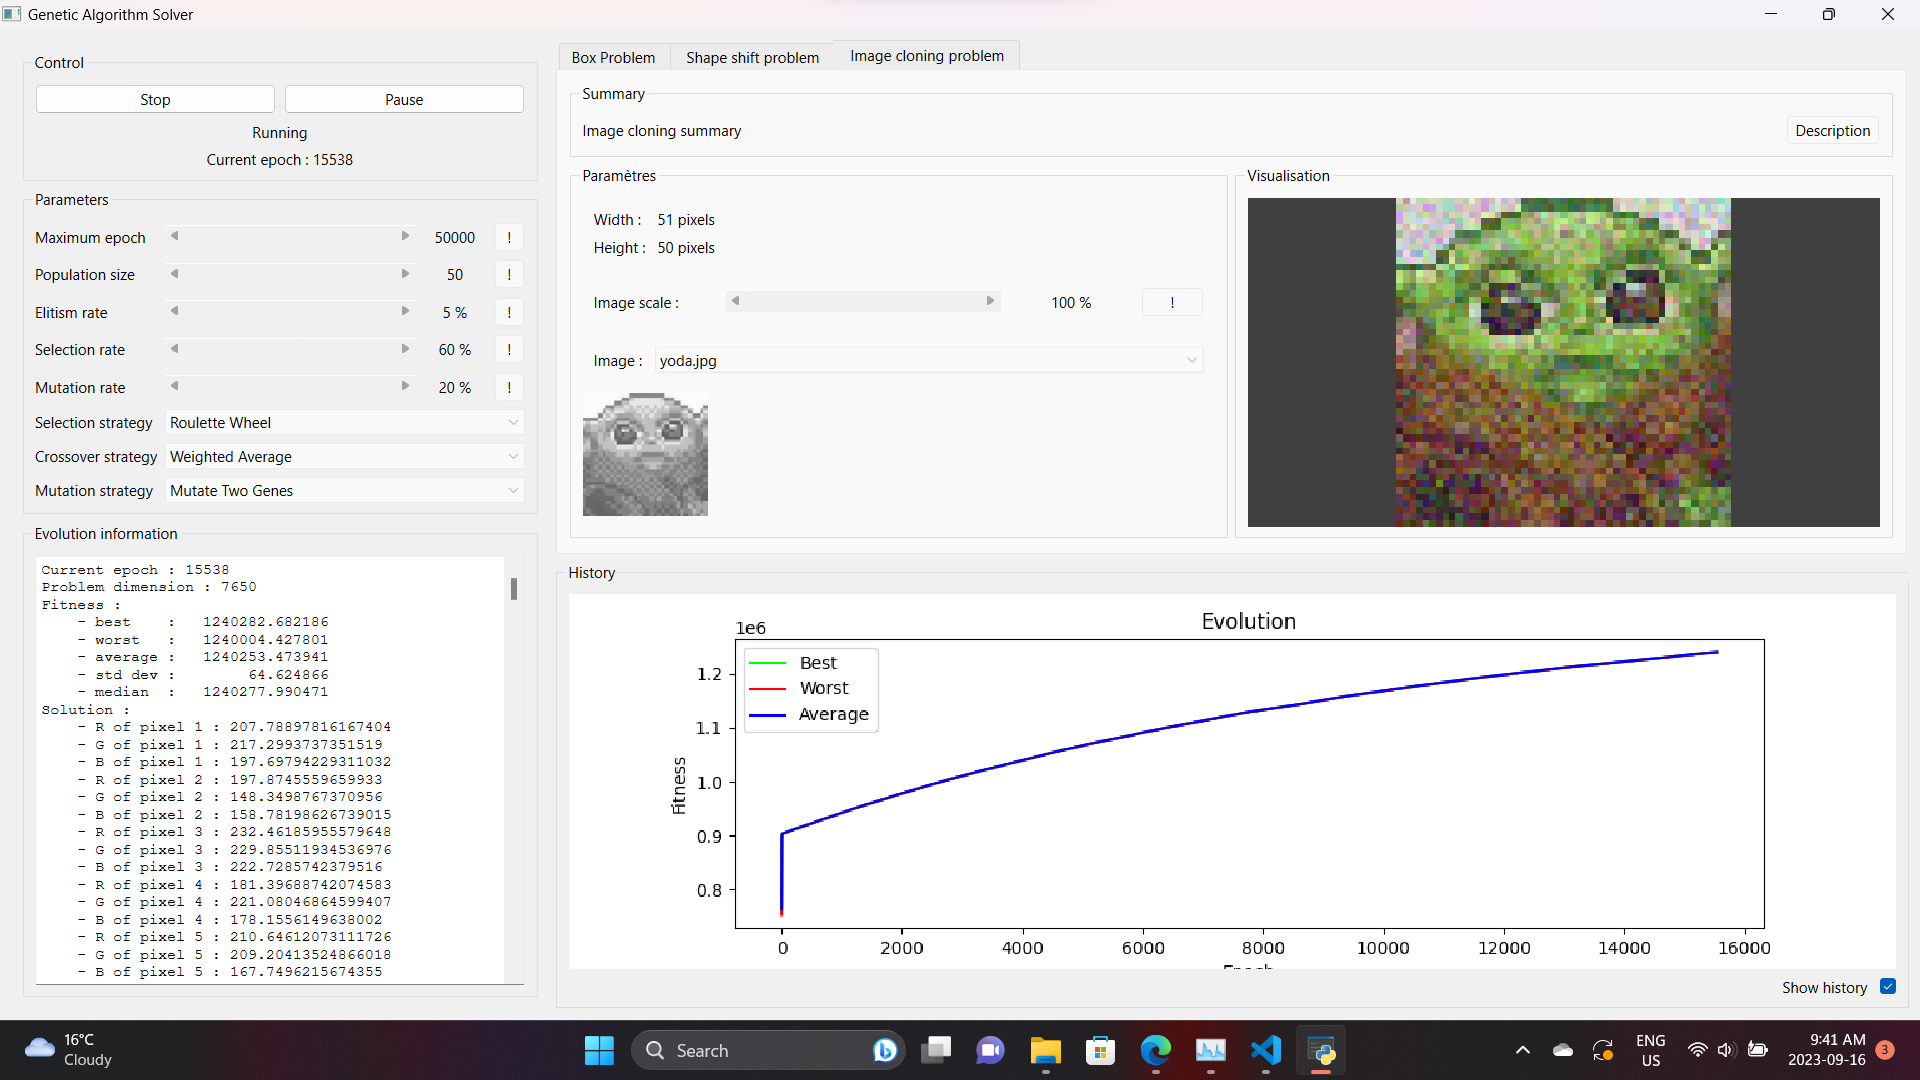 Genetic Algorithm Solver
Control
Stop
Pause
Running
Current epoch : 15538
Parameters
Maximum epoch 50000 !
Population size 50 !
Elitism rate 5 % !
Selection rate 60 % !
Mutation rate 20 % !
Selection strategy Roulette Wheel
Crossover strategy Weighted Average
Mutation strategy Mutate Two Genes
Evolution information
Current epoch : 15538
Problem dimension : 7650
Fitness :
- best : 1240282.682186
- worst : 1240004.427801
- average : 1240253.473941
- std dev : 64.624866
- median : 1240277.990471
Solution :
- R of pixel 1 : 207.78897816167404
- G of pixel 1 : 217.2993737351519
- B of pixel 1 : 197.69794229311032
- R of pixel 2 : 197.8745559659933
- G of pixel 2 : 148.3498767370956
- B of pixel 2 : 158.78198626739015
- R of pixel 3 : 232.46185955579648
- G of pixel 3 : 229.85511934536976
- B of pixel 3 : 222.7285742379516
- R of pixel 4 : 181.39688742074583
- G of pixel 4 : 221.08046864599407
- B of pixel 4 : 178.1556149638002
- R of pixel 5 : 210.64612073111726
- G of pixel 5 : 209.20413524866018
- B of pixel 5 : 167.7496215674355
Box Problem
Shape shift problem
Image cloning problem
Summary
Image cloning summary
Description
Paramètres
Width : 51 pixels
Height : 50 pixels
Image scale : 100 % !
Image : yoda.jpg
Visualisation
History
Evolution
1e6
Best
Worst
Average
1.2
1.1
1.0
0.9
0.8
Fitness
0 2000 4000 6000 8000 10000 12000 14000 16000
Epoch
Show history
16°C
Cloudy
Search
ENG
US
9:41 AM
2023-09-16
3